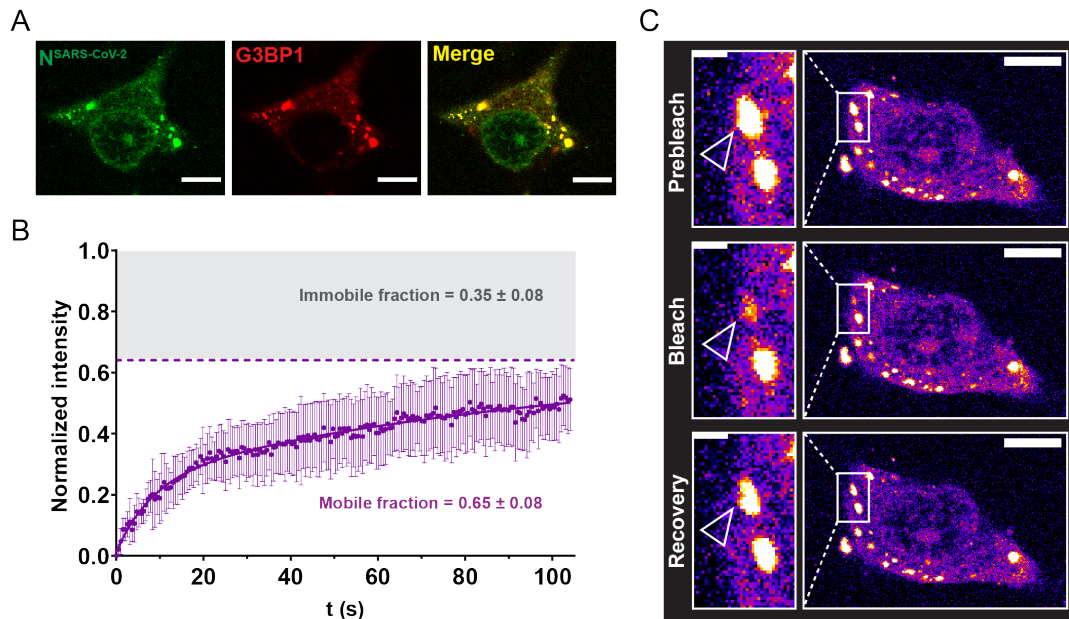 A
N^SARS-CoV-2
G3BP1
Merge
B
Normalized intensity
1.0
0.8
0.6
0.4
0.2
0.0
Immobile fraction = 0.35 ± 0.08
Mobile fraction = 0.65 ± 0.08
0 20 40 60 80 100
t (s)
C
Prebleach
Bleach
Recovery